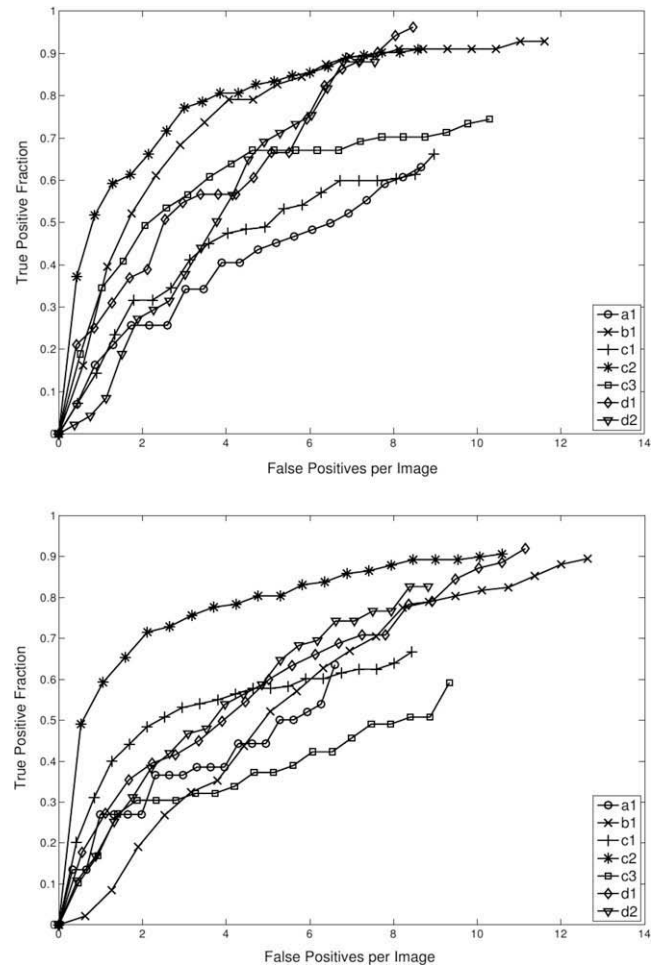 1
0.9
0.8
0.7
0.6
0.5
0.4
0.3
0.2
0.1
0
0 2 4 6 8 10 12 14
True Positive Fraction
False Positives per Image
a1
b1
c1
c2
c3
d1
d2
1
0.9
0.8
0.7
0.6
0.5
0.4
0.3
0.2
0.1
0
0 2 4 6 8 10 12 14
True Positive Fraction
False Positives per Image
a1
b1
c1
c2
c3
d1
d2